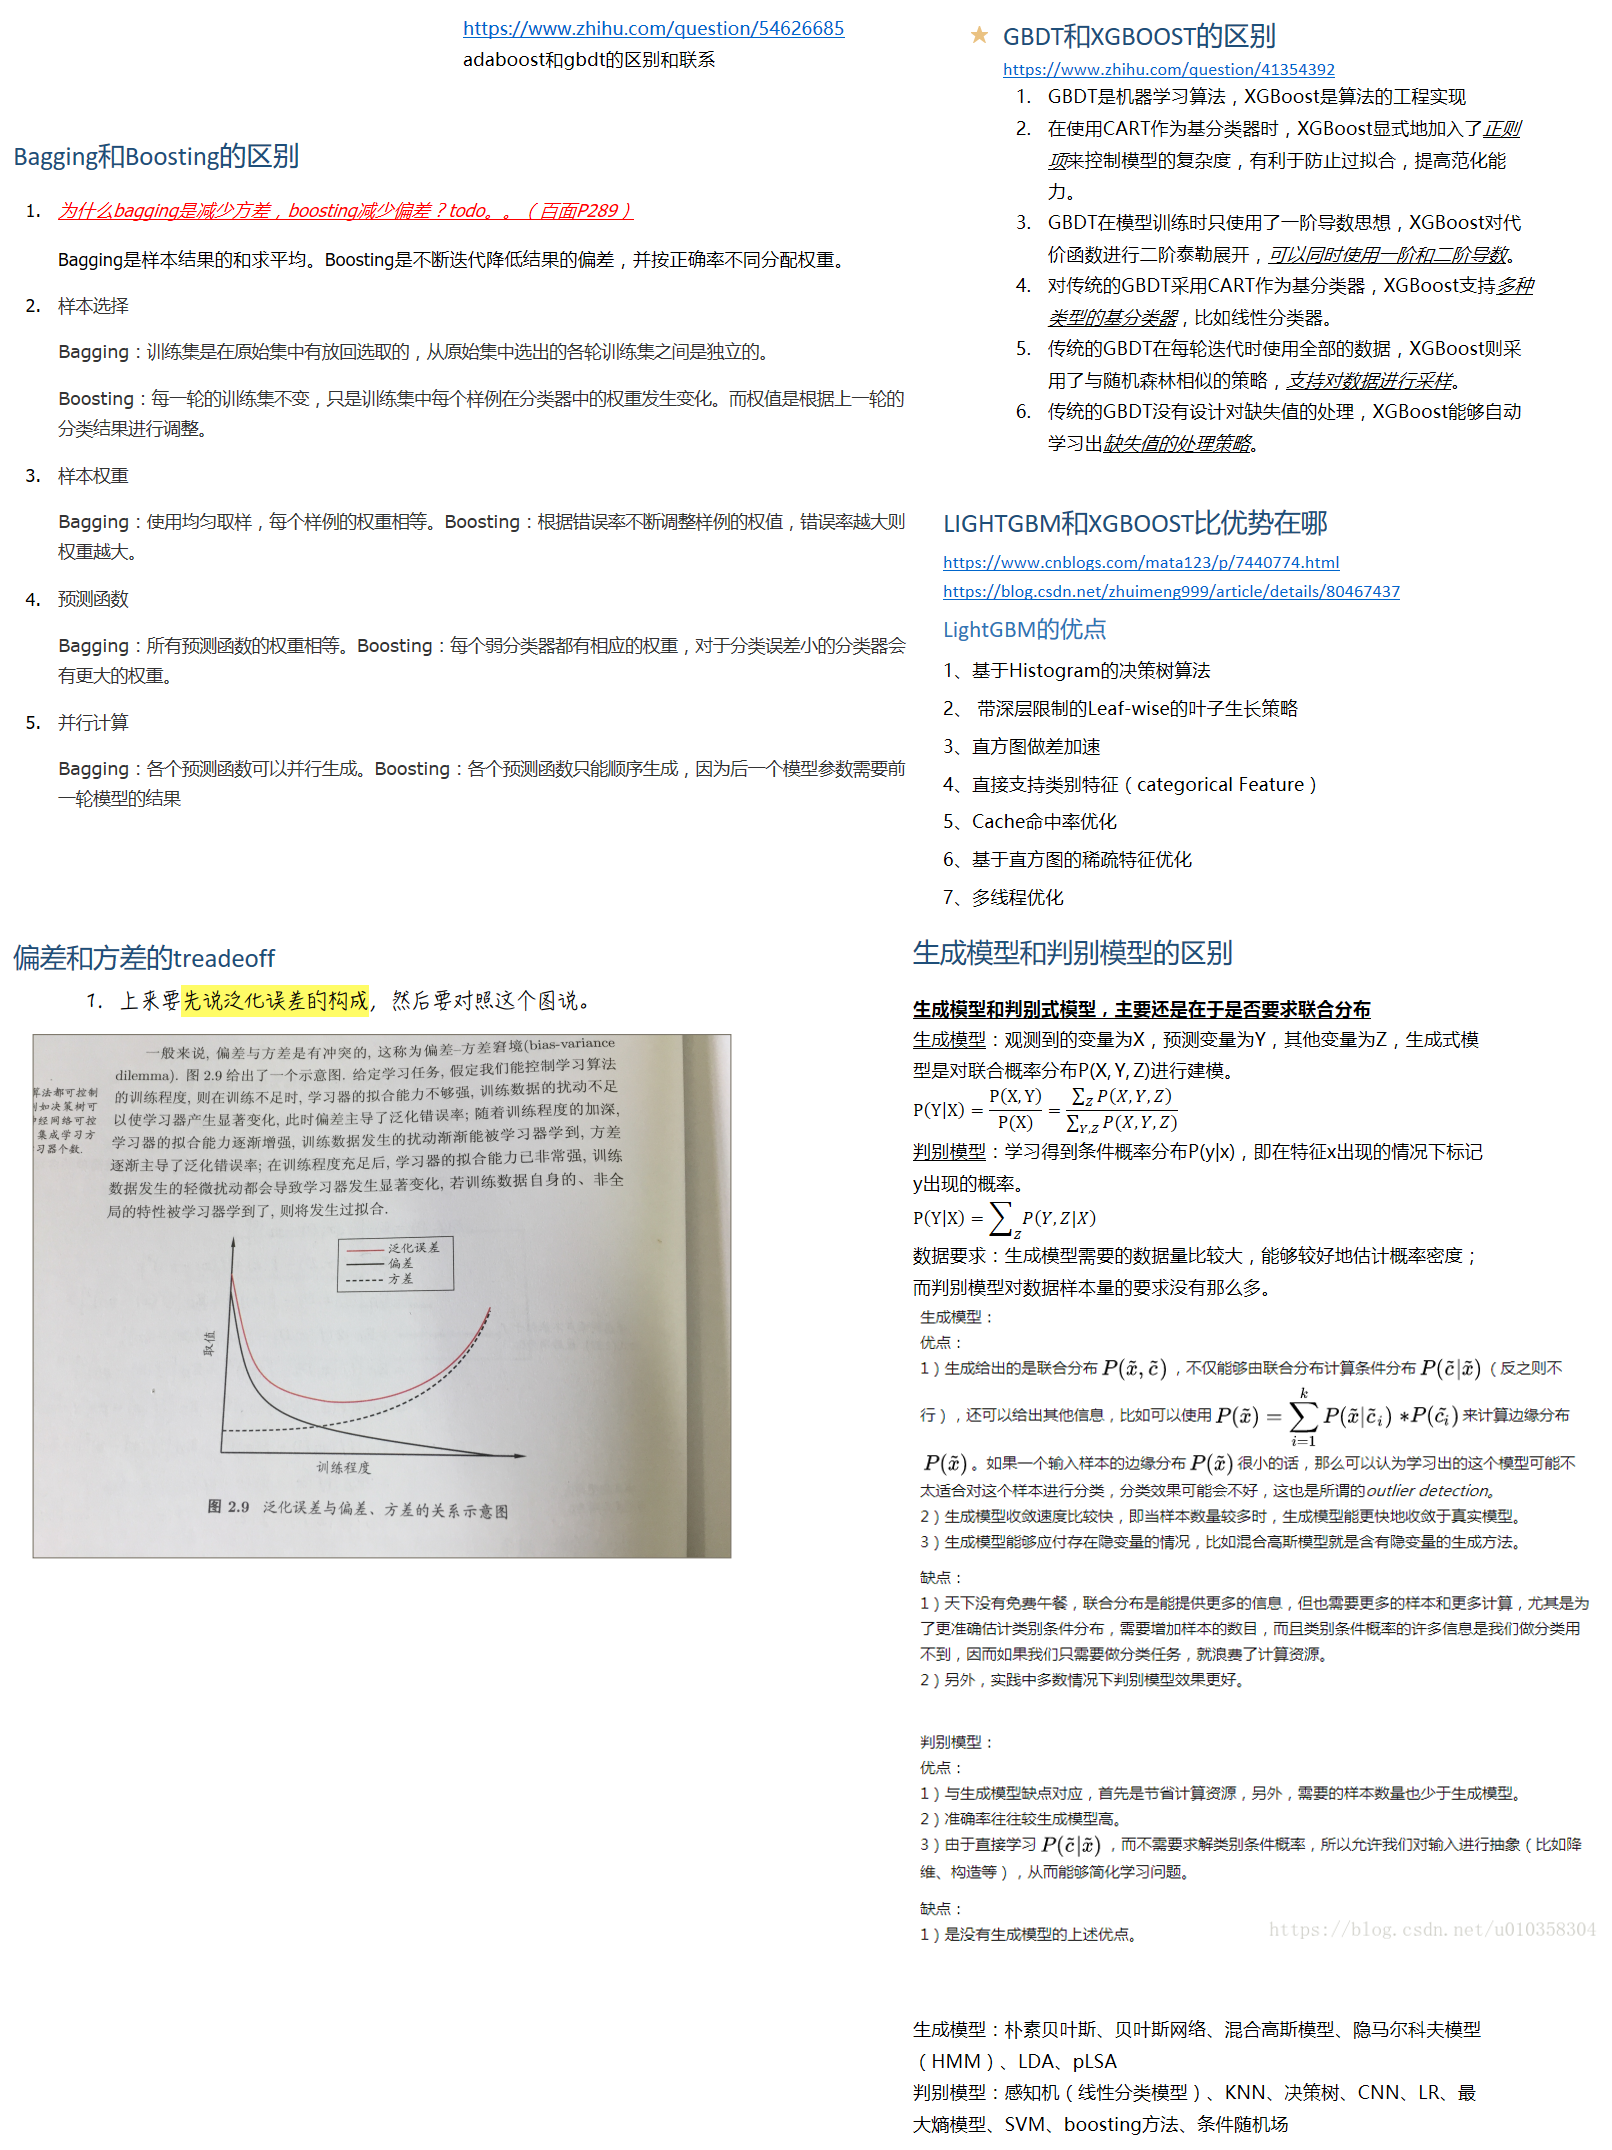 https://www.zhihu.com/question/54626685
adaboost和gbdt的区别和联系
Bagging和Boosting的区别
1. 为什么bagging是减少方差，boosting减少偏差？todo。。（百面P289）
Bagging是样本结果的和求平均。Boosting是不断迭代降低结果的偏差，并按正确率不同分配权重。
2. 样本选择
Bagging：训练集是在原始集中有放回选取的，从原始集中选出的各轮训练集之间是独立的。
Boosting：每一轮的训练集不变，只是训练集中每个样例在分类器中的权重发生变化。而权值是根据上一轮的
分类结果进行调整。
3. 样本权重
Bagging：使用均匀取样，每个样例的权重相等。Boosting：根据错误率不断调整样例的权值，错误率越大则
权重越大。
4. 预测函数
Bagging：所有预测函数的权重相等。Boosting：每个弱分类器都有相应的权重，对于分类误差小的分类器会
有更大的权重。
5. 并行计算
Bagging：各个预测函数可以并行生成。Boosting：各个预测函数只能顺序生成，因为后一个模型参数需要前
一轮模型的结果
偏差和方差的treadeoff
1. 上来要先说泛化误差的构成，然后要对照这个图说。
一般来说, 偏差与方差是有冲突的, 这称为偏差–方差窘境(bias-variance
dilemma). 图 2.9 给出了一个示意图. 给定学习任务, 假定我们能控制学习算法
的训练程度, 则在训练不足时, 学习器的拟合能力不够强, 训练数据的扰动不足
以使学习器产生显著变化, 此时偏差主导了泛化错误率; 随着训练程度的加深,
学习器的拟合能力逐渐增强, 训练数据发生的扰动渐渐能被学习器学到, 方差
逐渐主导了泛化错误率; 在训练程度充足后, 学习器的拟合能力已非常强, 训练
数据发生的轻微扰动都会导致学习器发生显著变化, 若训练数据自身的、非全
局的特性被学习器学到了, 则将发生过拟合.
算法都可控制
如决策树可
经网络可控
集成学习方
习器个数.
泛化误差
偏差
方差
取值
训练程度
图 2.9 泛化误差与偏差、方差的关系示意图
GBDT和XGBOOST的区别
https://www.zhihu.com/question/41354392
1. GBDT是机器学习算法，XGBoost是算法的工程实现
2. 在使用CART作为基分类器时，XGBoost显式地加入了正则
项来控制模型的复杂度，有利于防止过拟合，提高范化能
力。
3. GBDT在模型训练时只使用了一阶导数思想，XGBoost对代
价函数进行二阶泰勒展开，可以同时使用一阶和二阶导数。
4. 对传统的GBDT采用CART作为基分类器，XGBoost支持多种
类型的基分类器，比如线性分类器。
5. 传统的GBDT在每轮迭代时使用全部的数据，XGBoost则采
用了与随机森林相似的策略，支持对数据进行采样。
6. 传统的GBDT没有设计对缺失值的处理，XGBoost能够自动
学习出缺失值的处理策略。
LIGHTGBM和XGBOOST比优势在哪
https://www.cnblogs.com/mata123/p/7440774.html
https://blog.csdn.net/zhuimeng999/article/details/80467437
LightGBM的优点
1、基于Histogram的决策树算法
2、 带深层限制的Leaf-wise的叶子生长策略
3、直方图做差加速
4、直接支持类别特征（categorical Feature）
5、Cache命中率优化
6、基于直方图的稀疏特征优化
7、多线程优化
生成模型和判别模型的区别
生成模型和判别式模型，主要还是在于是否要求联合分布
生成模型：观测到的变量为X，预测变量为Y，其他变量为Z，生成式模
型是对联合概率分布P(X, Y, Z)进行建模。
P(Y|X) = P(X, Y) / P(X) = ∑_Z P(X, Y, Z) / ∑_{Y,Z} P(X, Y, Z)
判别模型：学习得到条件概率分布P(y|x)，即在特征x出现的情况下标记
y出现的概率。
P(Y|X) = ∑_Z P(Y, Z|X)
数据要求：生成模型需要的数据量比较大，能够较好地估计概率密度；
而判别模型对数据样本量的要求没有那么多。
生成模型：
优点：
1）生成给出的是联合分布 P(x̃, c̃) ，不仅能够由联合分布计算条件分布 P(c̃|x̃)（反之则不
行），还可以给出其他信息，比如可以使用 P(x̃) = ∑_{i=1}^{k} P(x̃|c̃_i) * P(c̃_i) 来计算边缘分布
P(x̃)。如果一个输入样本的边缘分布 P(x̃) 很小的话，那么可以认为学习出的这个模型可能不
太适合对这个样本进行分类，分类效果可能会不好，这也是所谓的outlier detection。
2）生成模型收敛速度比较快，即当样本数量较多时，生成模型能更快地收敛于真实模型。
3）生成模型能够应付存在隐变量的情况，比如混合高斯模型就是含有隐变量的生成方法。
缺点：
1）天下没有免费午餐，联合分布是能提供更多的信息，但也需要更多的样本和更多计算，尤其是为
了更准确估计类别条件分布，需要增加样本的数目，而且类别条件概率的许多信息是我们做分类用
不到，因而如果我们只需要做分类任务，就浪费了计算资源。
2）另外，实践中多数情况下判别模型效果更好。
判别模型：
优点：
1）与生成模型缺点对应，首先是节省计算资源，另外，需要的样本数量也少于生成模型。
2）准确率往往较生成模型高。
3）由于直接学习 P(c̃|x̃) ，而不需要求解类别条件概率，所以允许我们对输入进行抽象（比如降
维、构造等），从而能够简化学习问题。
缺点：
1）是没有生成模型的上述优点。
https://blog.csdn.net/u010358304
生成模型：朴素贝叶斯、贝叶斯网络、混合高斯模型、隐马尔科夫模型
（HMM）、LDA、pLSA
判别模型：感知机（线性分类模型）、KNN、决策树、CNN、LR、最
大熵模型、SVM、boosting方法、条件随机场